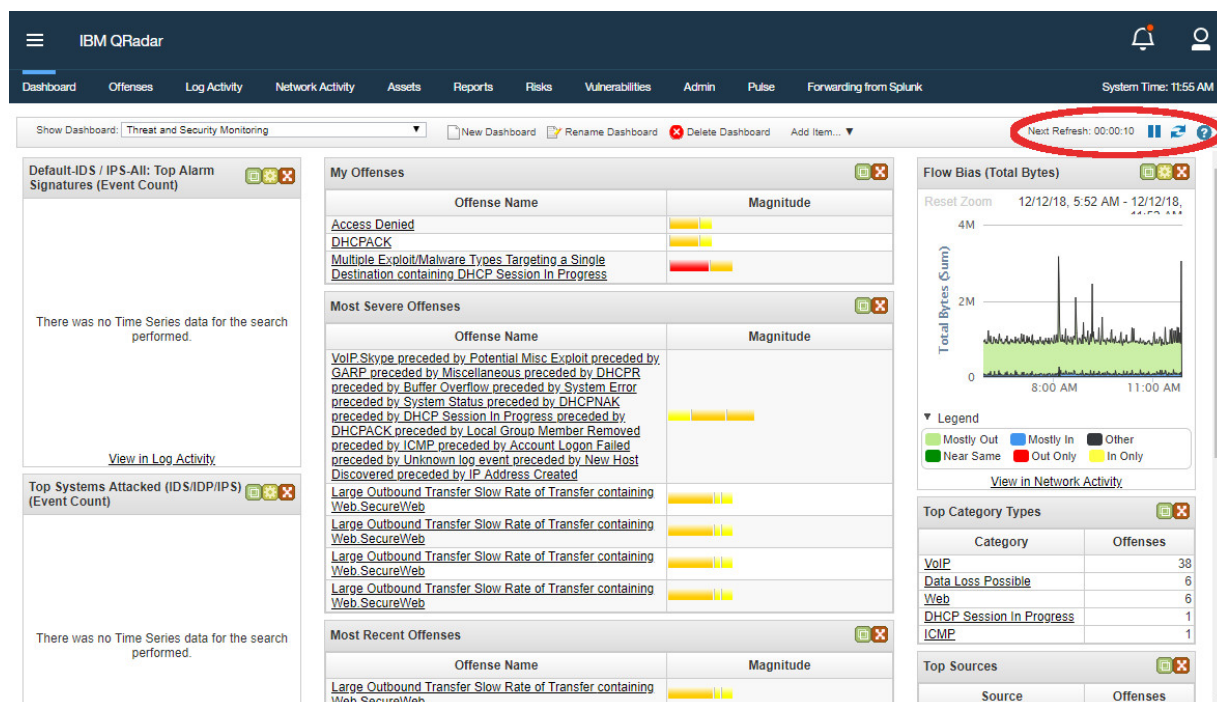 IBM QRadar
Dashboard Offenses Log Activity Network Activity Assets Reports Risks Vulnerabilities Admin Pulse Forwarding from Splunk System Time: 11:55 AM
Show Dashboard: Threat and Security Monitoring New Dashboard Rename Dashboard Delete Dashboard Add Item... Next Refresh: 00:00:10
Default-IDS / IPS-All: Top Alarm
Signatures (Event Count)
There was no Time Series data for the search
performed.
View in Log Activity
Top Systems Attacked (IDS/IDP/IPS)
(Event Count)
There was no Time Series data for the search
performed.
My Offenses
Offense Name Magnitude
Access Denied
DHCPACK
Multiple Exploit/Malware Types Targeting a Single
Destination containing DHCP Session In Progress
Most Severe Offenses
Offense Name Magnitude
VoIP.Skype preceded by Potential Misc Exploit preceded by
GARP preceded by Miscellaneous preceded by DHCPR
preceded by Buffer Overflow preceded by System Error
preceded by System Status preceded by DHCPNAK
preceded by DHCP Session In Progress preceded by
DHCPACK preceded by Local Group Member Removed
preceded by ICMP preceded by Account Logon Failed
preceded by Unknown log event preceded by New Host
Discovered preceded by IP Address Created
Large Outbound Transfer Slow Rate of Transfer containing
Web.SecureWeb
Large Outbound Transfer Slow Rate of Transfer containing
Web.SecureWeb
Large Outbound Transfer Slow Rate of Transfer containing
Web.SecureWeb
Large Outbound Transfer Slow Rate of Transfer containing
Web.SecureWeb
Most Recent Offenses
Offense Name Magnitude
Large Outbound Transfer Slow Rate of Transfer containing
Web.SecureWeb
Flow Bias (Total Bytes)
Reset Zoom 12/12/18, 5:52 AM - 12/12/18,
4M
2M
0
Total Bytes (Sum)
8:00 AM 11:00 AM
Legend
Mostly Out Mostly In Other
Near Same Out Only In Only
View in Network Activity
Top Category Types
Category Offenses
VoIP 38
Data Loss Possible 6
Web 6
DHCP Session In Progress 1
ICMP 1
Top Sources
Source Offenses